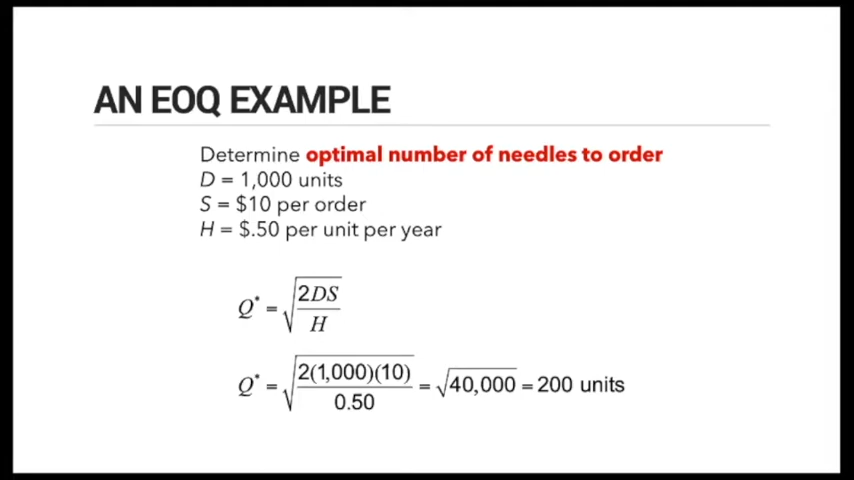 AN EOQ EXAMPLE
Determine optimal number of needles to order
D = 1,000 units
S = $10 per order
H = $.50 per unit per year
Q* = √(2DS / H)
Q* = √(2(1,000)(10) / 0.50) = √40,000 = 200 units